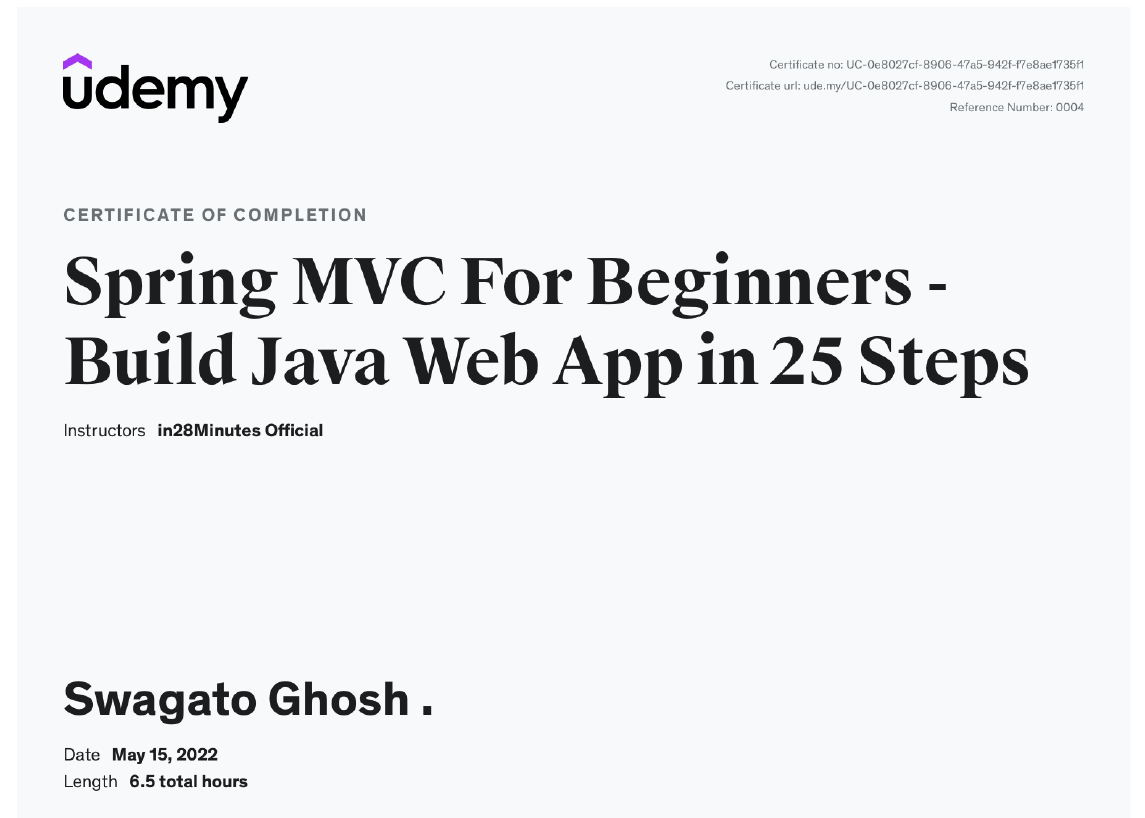 udemy
Certificate no: UC-0e8027cf-8906-47a5-942f-f7e8ae1735f1
Certificate url: ude.my/UC-0e8027cf-8906-47a5-942f-f7e8ae1735f1
Reference Number: 0004
CERTIFICATE OF COMPLETION
Spring MVC For Beginners -
Build Java Web App in 25 Steps
Instructors in28Minutes Official
Swagato Ghosh .
Date May 15, 2022
Length 6.5 total hours